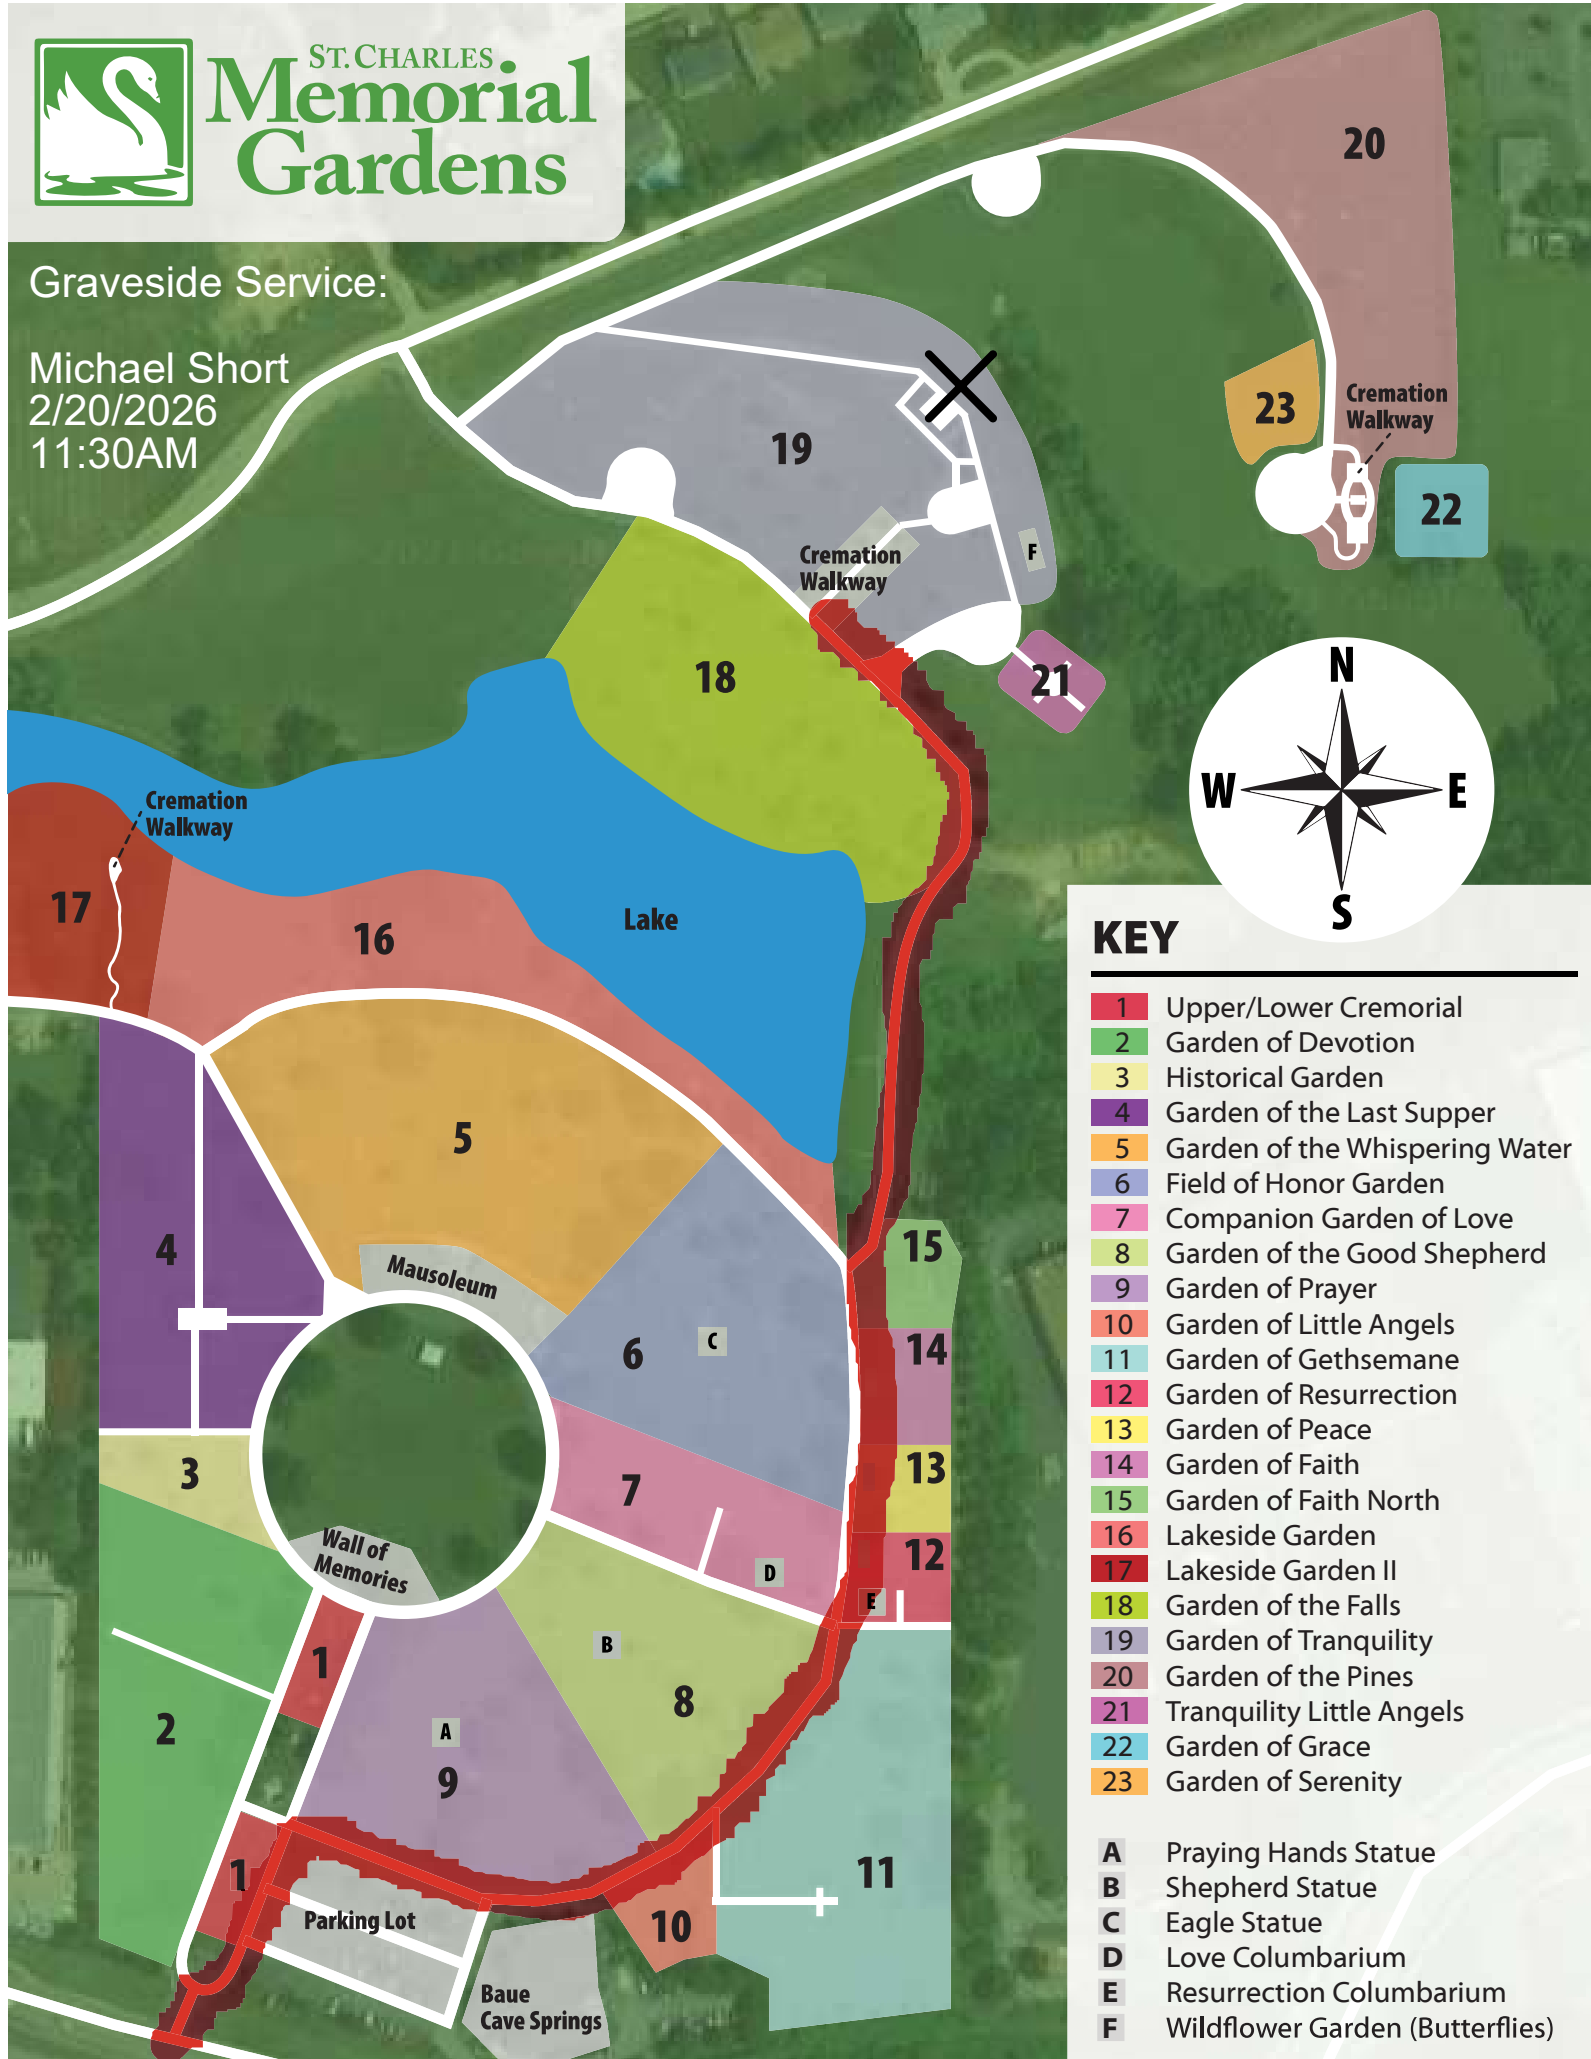 ST. CHARLES
Memorial
Gardens
Graveside Service:
Michael Short
2/20/2026
11:30AM
20
19
23
Cremation
Walkway
22
Cremation
Walkway
F
18
21
N
W
E
S
Cremation
Walkway
17
16
Lake
5
4
Mausoleum
6
C
15
14
13
12
E
3
7
D
Wall of
Memories
1
B
8
2
A
9
1
11
Parking Lot
10
Baue
Cave Springs
KEY
1 Upper/Lower Cremorial
2 Garden of Devotion
3 Historical Garden
4 Garden of the Last Supper
5 Garden of the Whispering Water
6 Field of Honor Garden
7 Companion Garden of Love
8 Garden of the Good Shepherd
9 Garden of Prayer
10 Garden of Little Angels
11 Garden of Gethsemane
12 Garden of Resurrection
13 Garden of Peace
14 Garden of Faith
15 Garden of Faith North
16 Lakeside Garden
17 Lakeside Garden II
18 Garden of the Falls
19 Garden of Tranquility
20 Garden of the Pines
21 Tranquility Little Angels
22 Garden of Grace
23 Garden of Serenity
A Praying Hands Statue
B Shepherd Statue
C Eagle Statue
D Love Columbarium
E Resurrection Columbarium
F Wildflower Garden (Butterflies)